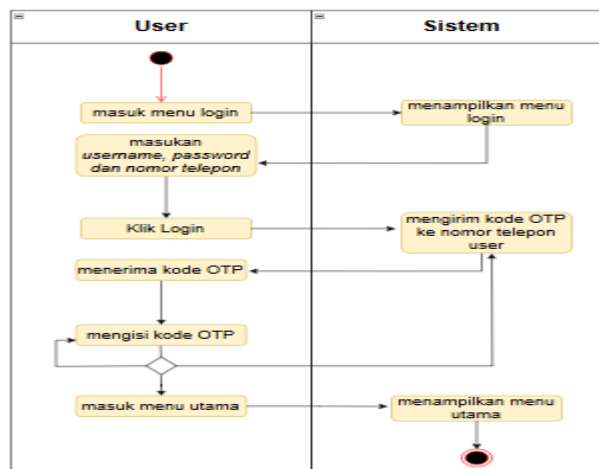 User
Sistem
masuk menu login
menampilkan menu
login
masukan
username, password
dan nomor telepon
Klik Login
mengirim kode OTP
ke nomor telepon
user
menerima kode OTP
mengisi kode OTP
masuk menu utama
menampilkan menu
utama